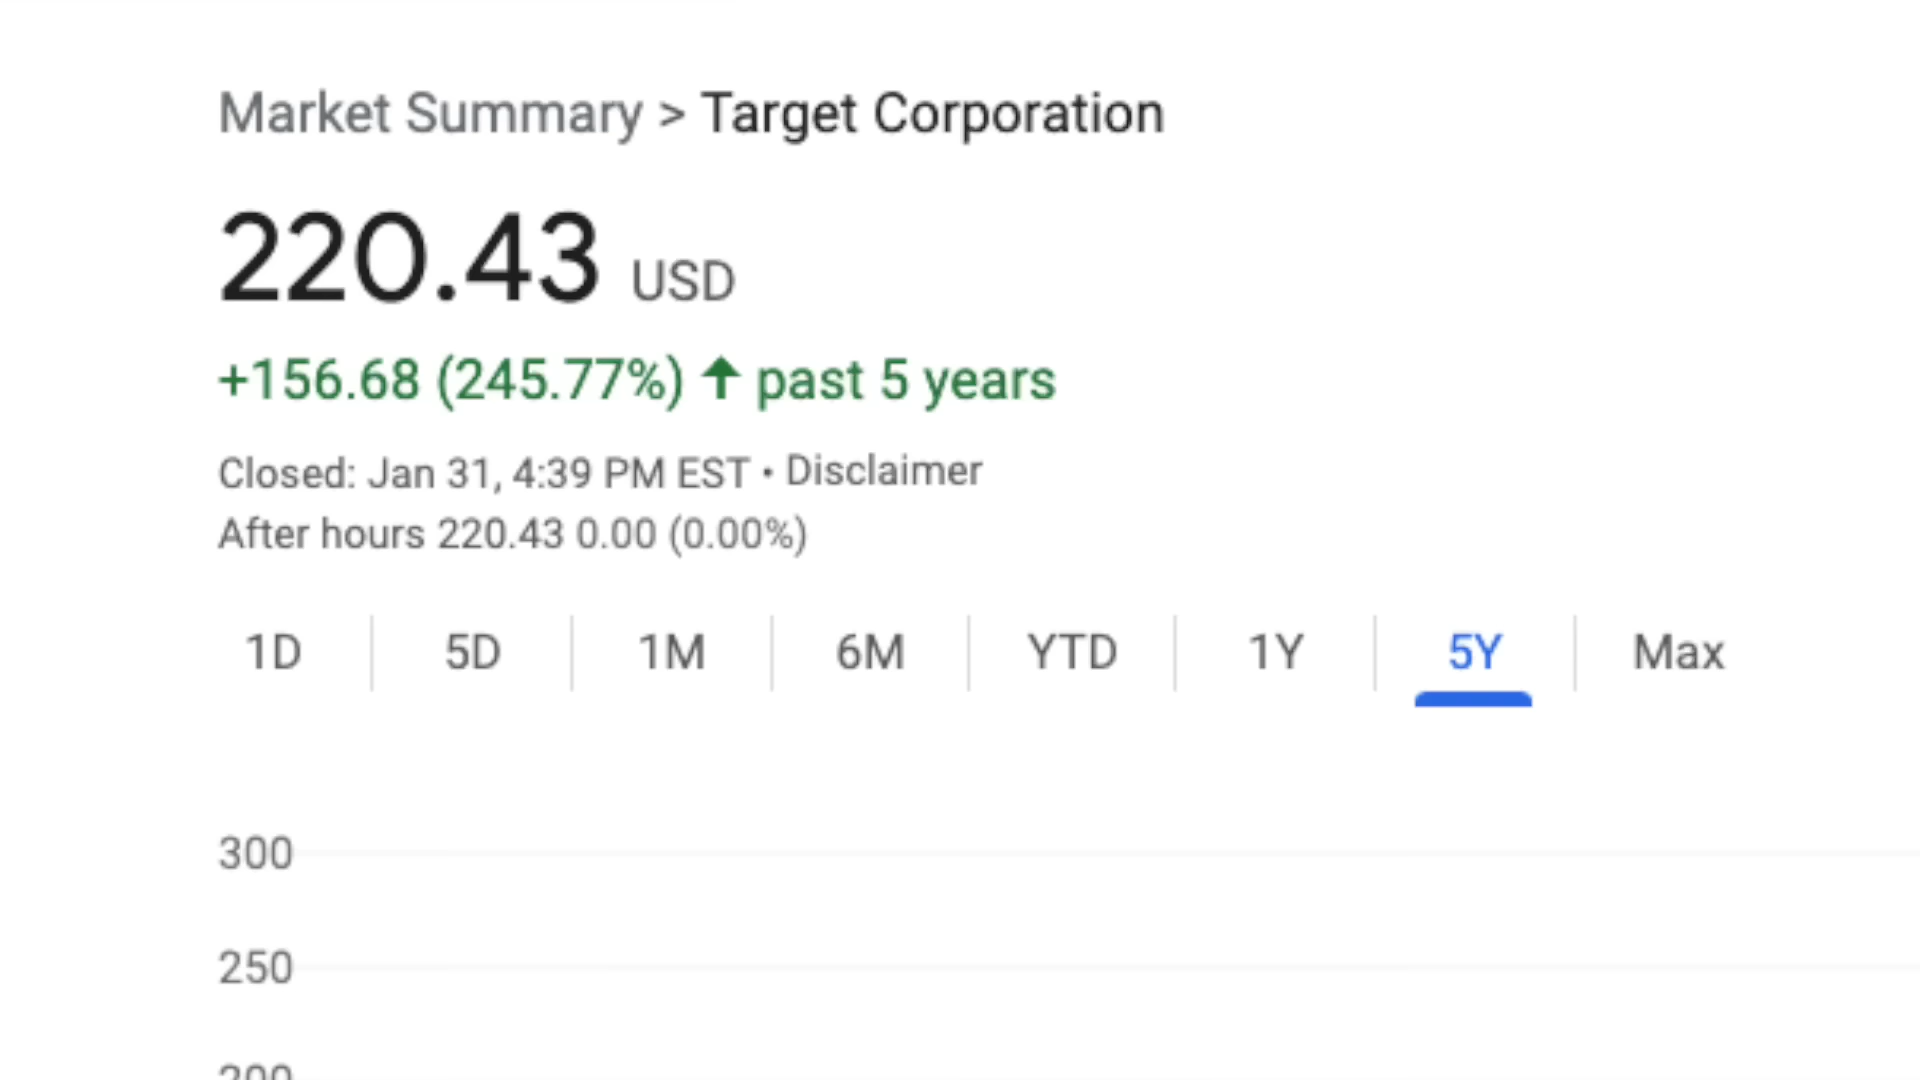 Market Summary > Target Corporation
220.43 USD
+156.68 (245.77%) ↑ past 5 years
Closed: Jan 31, 4:39 PM EST • Disclaimer
After hours 220.43 0.00 (0.00%)
1D 5D 1M 6M YTD 1Y 5Y Max
300
250
200